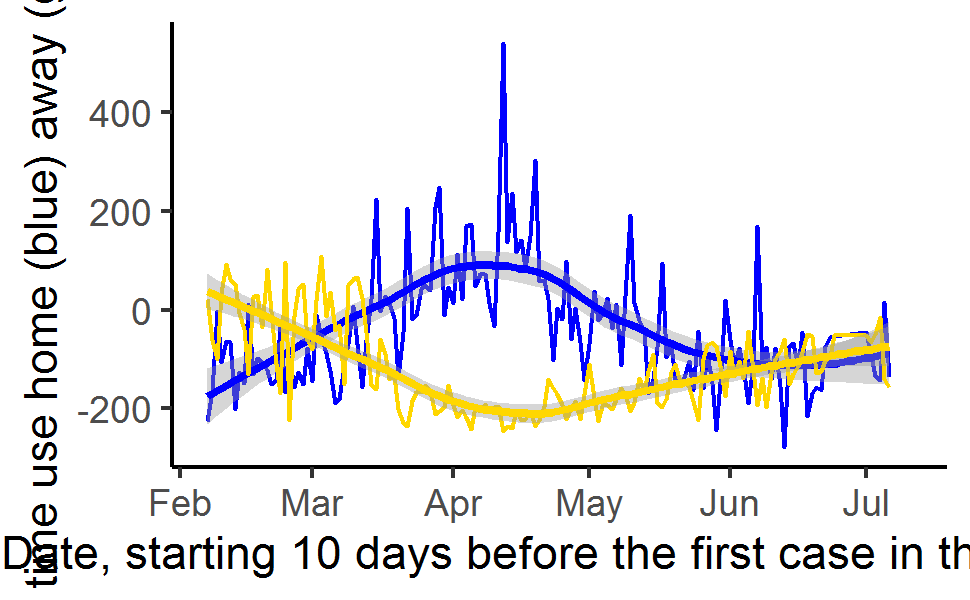 time use home (blue) away (
400
200
0
-200
Feb Mar Apr May Jun Jul
Date, starting 10 days before the first case in th